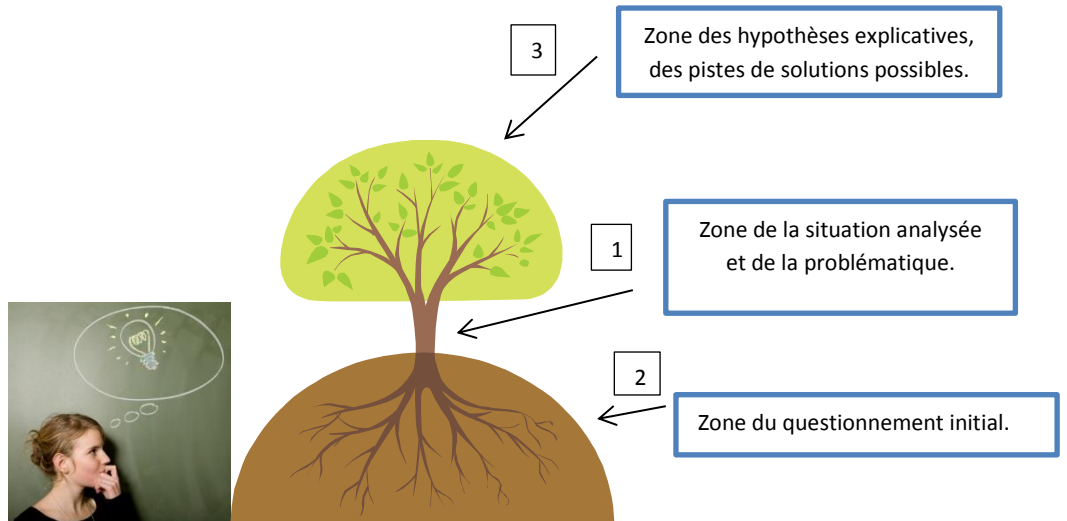 3
Zone des hypothèses explicatives,
des pistes de solutions possibles.
1
Zone de la situation analysée
et de la problématique.
2
Zone du questionnement initial.